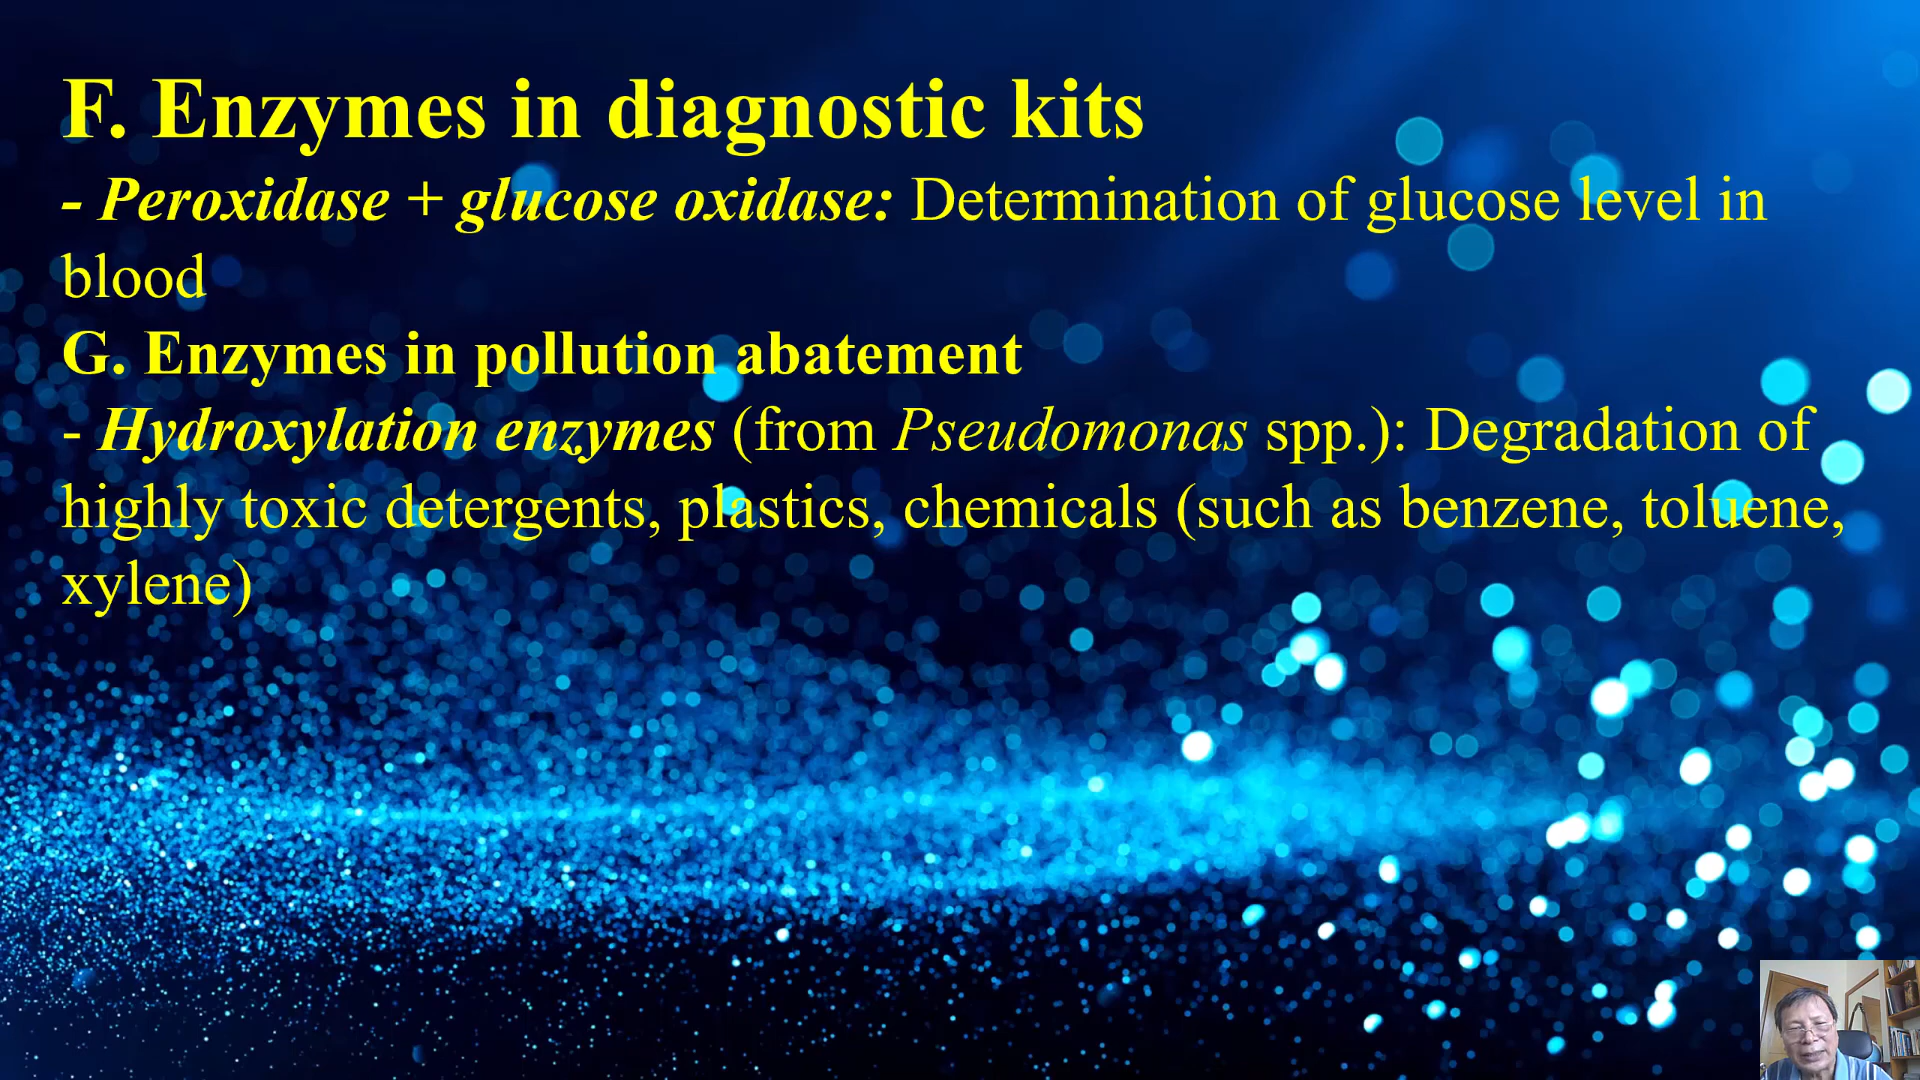 F. Enzymes in diagnostic kits
- Peroxidase + glucose oxidase: Determination of glucose level in
blood
G. Enzymes in pollution abatement
- Hydroxylation enzymes (from Pseudomonas spp.): Degradation of
highly toxic detergents, plastics, chemicals (such as benzene, toluene,
xylene)